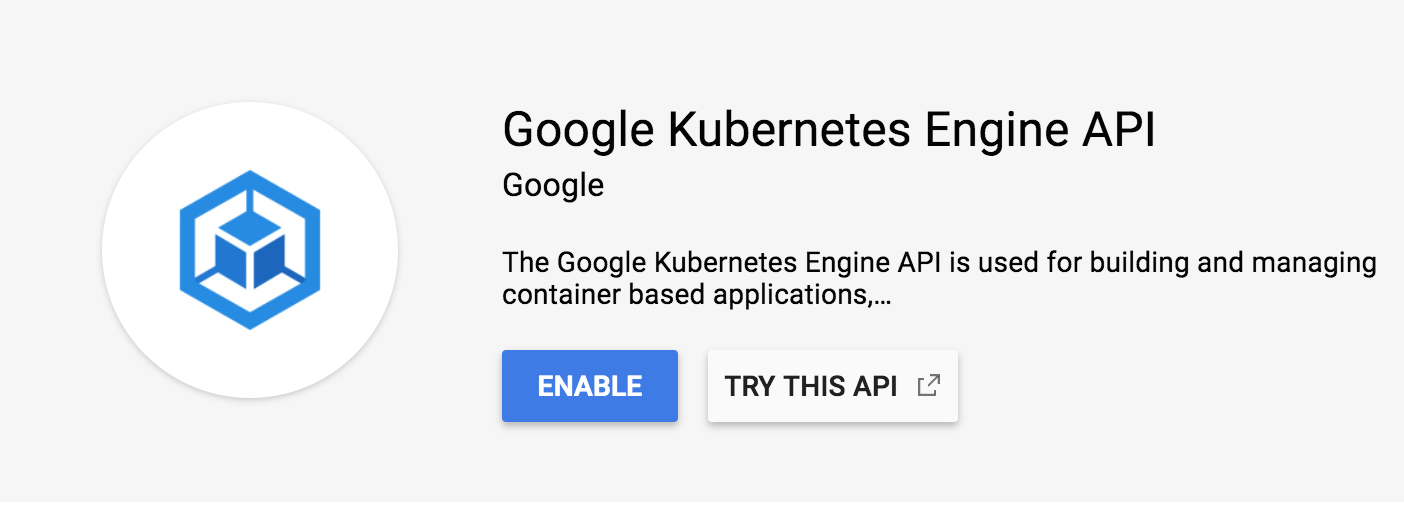 Google Kubernetes Engine API
Google
The Google Kubernetes Engine API is used for building and managing
container based applications,...
ENABLE
TRY THIS API